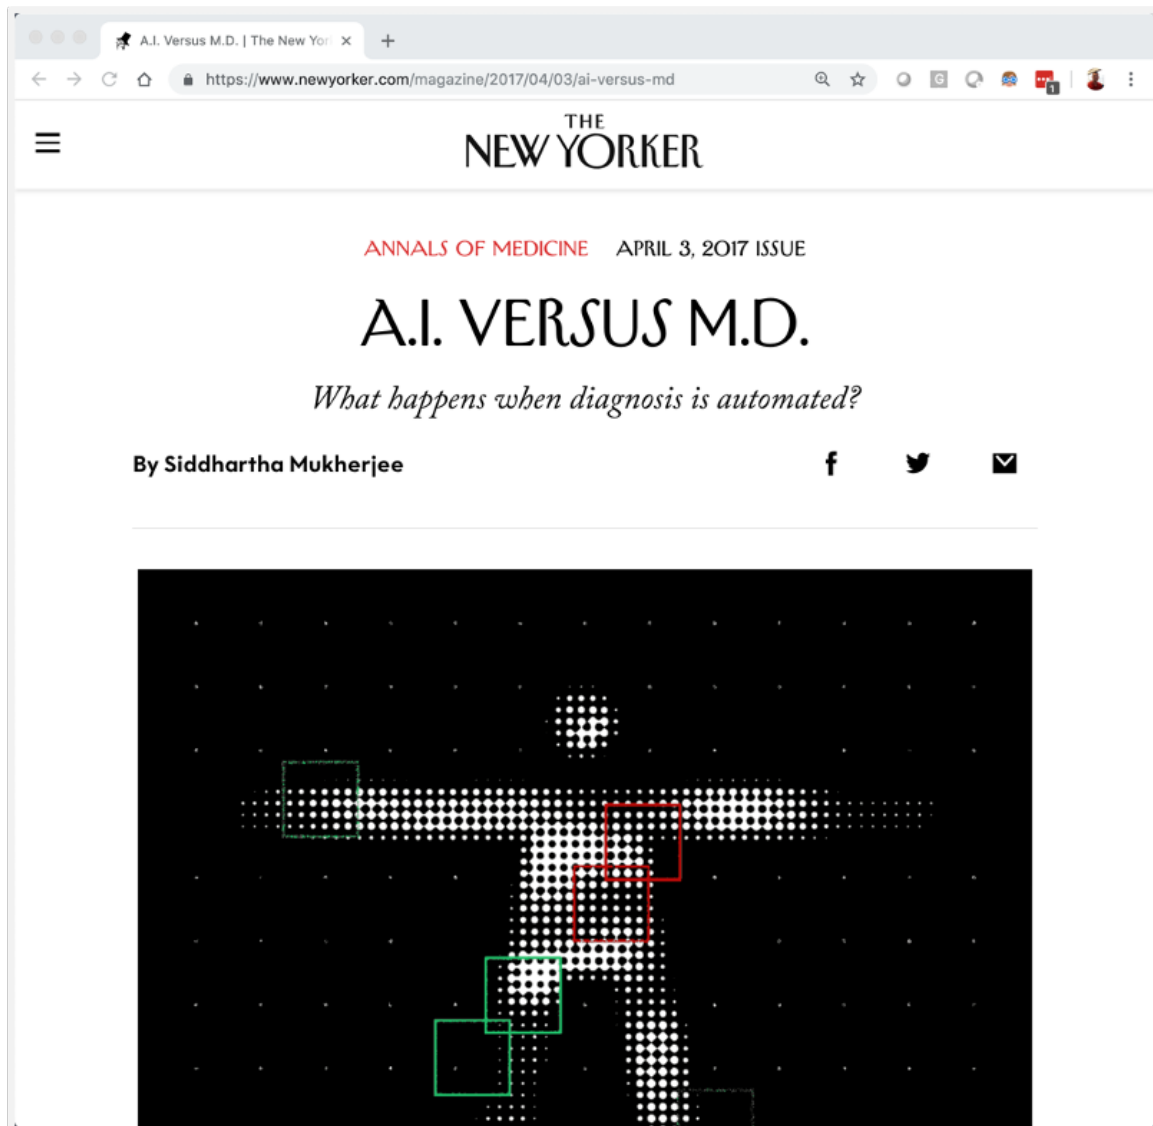 A.I. Versus M.D. | The New Yor
https://www.newyorker.com/magazine/2017/04/03/ai-versus-md
G
1
THE
NEW YORKER
ANNALS OF MEDICINE APRIL 3, 2017 ISSUE
A.I. VERSUS M.D.
What happens when diagnosis is automated?
By Siddhartha Mukherjee